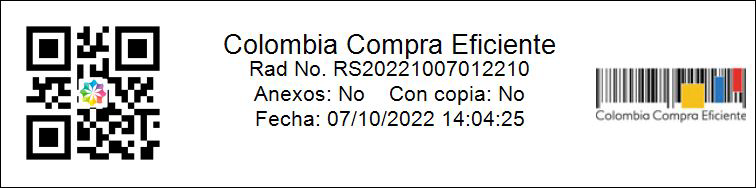 Colombia Compra Eficiente
Rad No. RS20221007012210
Anexos: No    Con copia: No
Fecha: 07/10/2022 14:04:25
Colombia Compra Eficiente